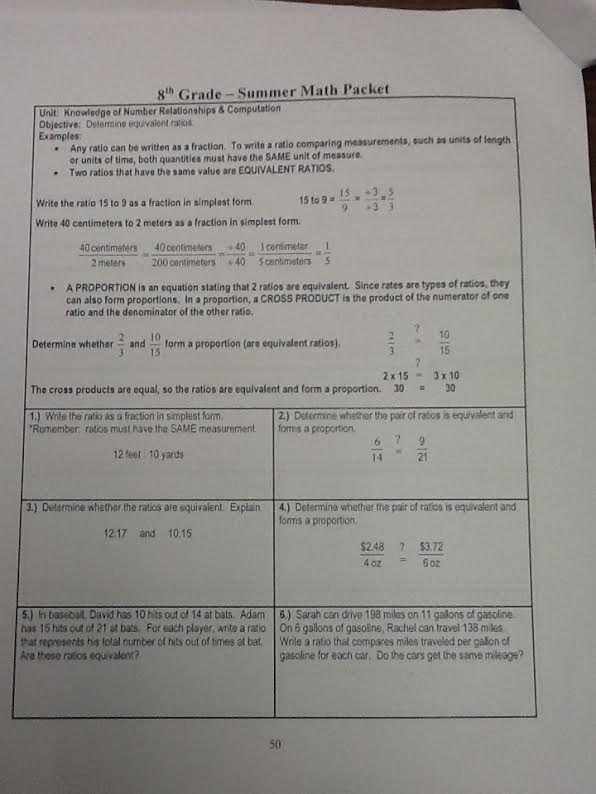 8th Grade – Summer Math Packet
Unit: Knowledge of Number Relationships & Computation
Objective: Determine equivalent ratios.
Examples:
• Any ratio can be written as a fraction. To write a ratio comparing measurements, such as units of length
or units of time, both quantities must have the SAME unit of measure.
• Two ratios that have the same value are EQUIVALENT RATIOS.
Write the ratio 15 to 9 as a fraction in simplest form. 15 to 9 = 15/9 = ÷3/÷3 = 5/3
Write 40 centimeters to 2 meters as a fraction in simplest form.
40 centimeters/2 meters = 40 centimeters/200 centimeters = ÷40/÷40 = 1 centimeter/5 centimeters = 1/5
• A PROPORTION is an equation stating that 2 ratios are equivalent. Since rates are types of ratios, they
can also form proportions. In a proportion, a CROSS PRODUCT is the product of the numerator of one
ratio and the denominator of the other ratio.
Determine whether 2/3 and 10/15 form a proportion (are equivalent ratios). 2/3 ?= 10/15
2 x 15 ?= 3 x 10
The cross products are equal, so the ratios are equivalent and form a proportion. 30 = 30
1.) Write the ratio as a fraction in simplest form.
*Remember: ratios must have the SAME measurement
12 feet : 10 yards
2.) Determine whether the pair of ratios is equivalent and
forms a proportion.
6/14 ?= 9/21
3.) Determine whether the ratios are equivalent. Explain.
12:17 and 10:15
4.) Determine whether the pair of ratios is equivalent and
forms a proportion.
$2.48/4 oz ?= $3.72/6 oz
5.) In baseball, David has 10 hits out of 14 at bats. Adam
has 15 hits out of 21 at bats. For each player, write a ratio
that represents his total number of hits out of times at bat.
Are these ratios equivalent?
6.) Sarah can drive 198 miles on 11 gallons of gasoline.
On 6 gallons of gasoline, Rachel can travel 138 miles.
Write a ratio that compares miles traveled per gallon of
gasoline for each car. Do the cars get the same mileage?
50